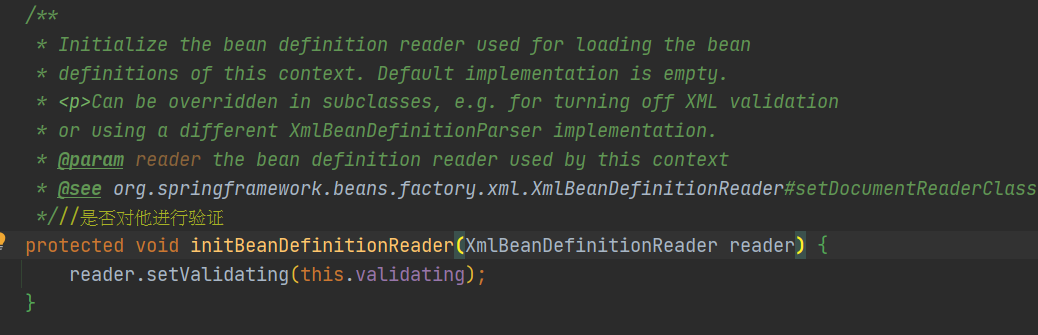 /**
 * Initialize the bean definition reader used for loading the bean
 * definitions of this context. Default implementation is empty.
 * <p>Can be overridden in subclasses, e.g. for turning off XML validation
 * or using a different XmlBeanDefinitionParser implementation.
 * @param reader the bean definition reader used by this context
 * @see org.springframework.beans.factory.xml.XmlBeanDefinitionReader#setDocumentReaderClass
 *///是否对他进行验证
protected void initBeanDefinitionReader(XmlBeanDefinitionReader reader) {
    reader.setValidating(this.validating);
}